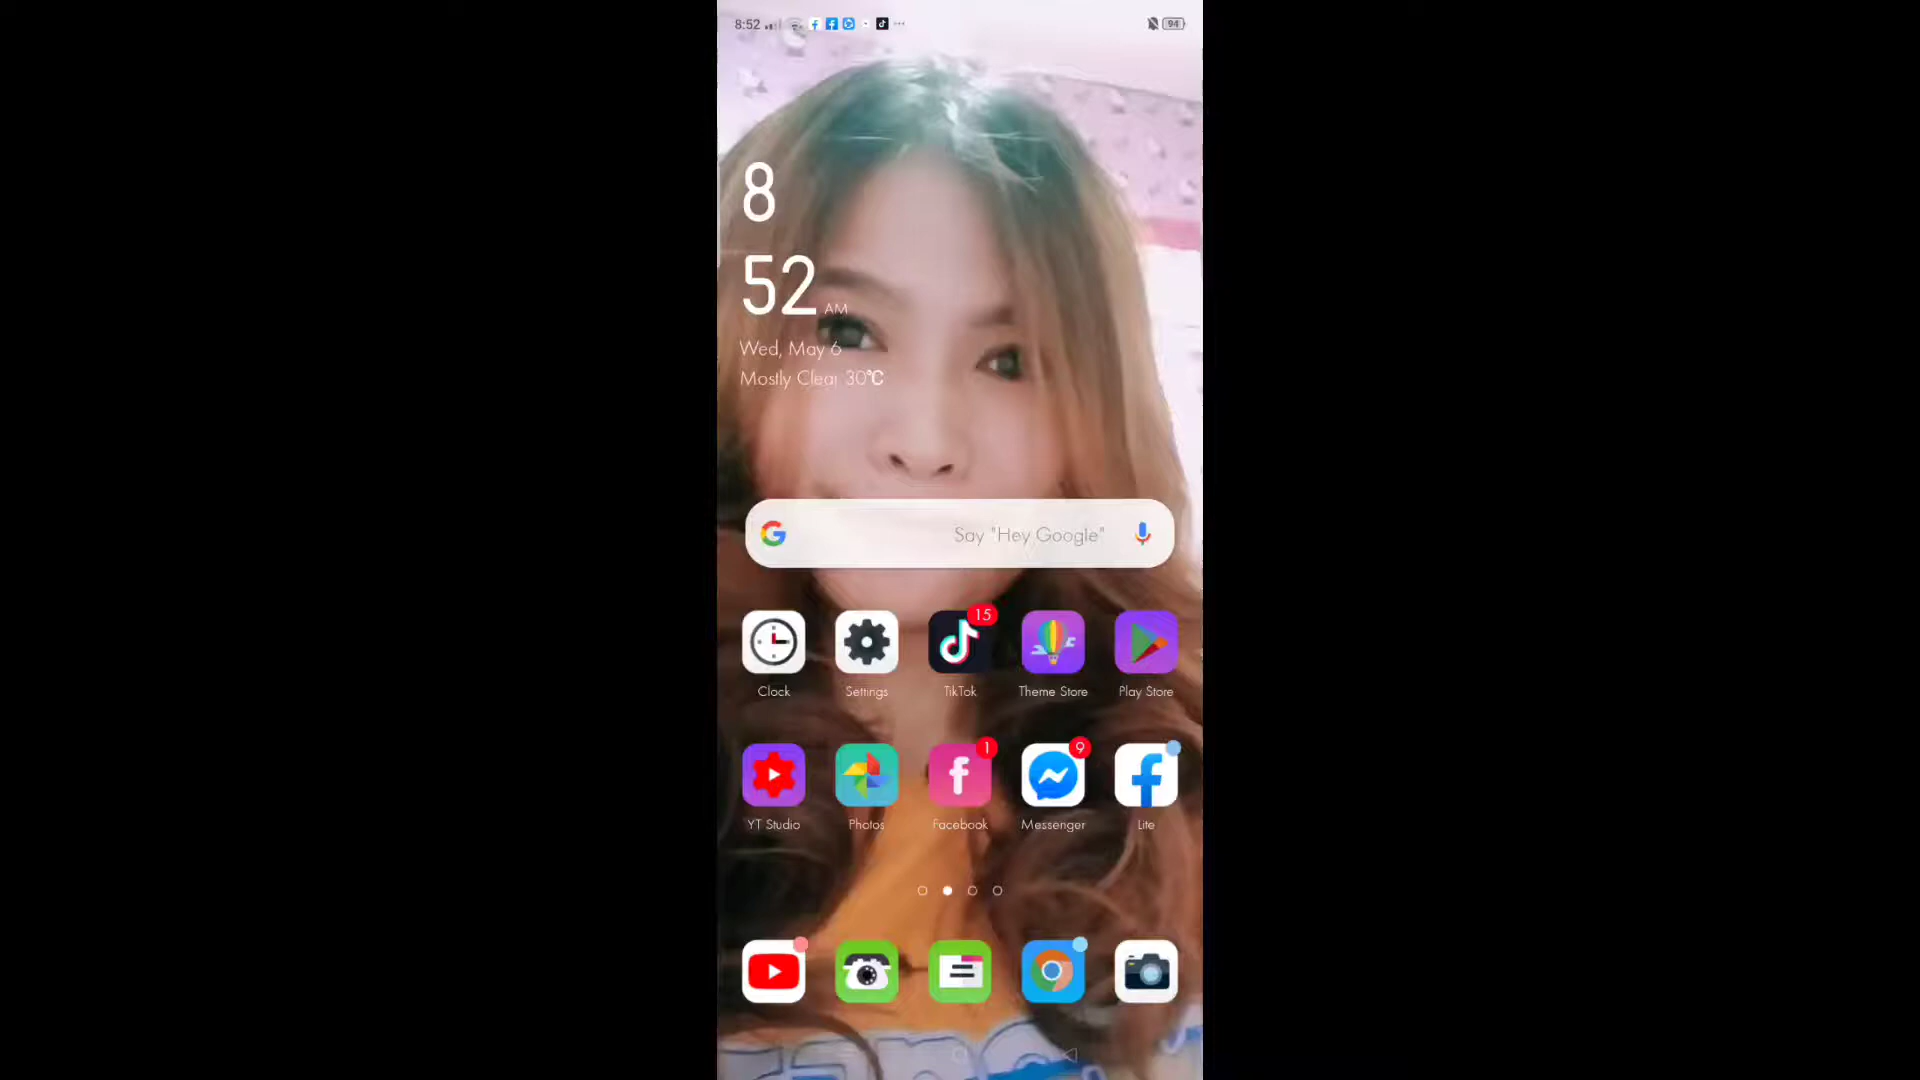 8:52
94
8
52 AM
Wed, May 6
Mostly Clear 30℃
Say "Hey Google"
15
Clock Settings TikTok Theme Store Play Store
1 9
YT Studio Photos Facebook Messenger Lite